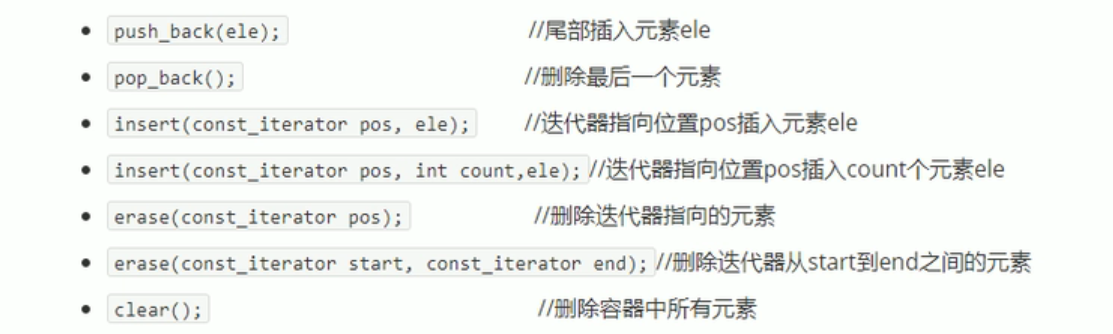 • push_back(ele); //尾部插入元素ele
• pop_back(); //删除最后一个元素
• insert(const_iterator pos, ele); //迭代器指向位置pos插入元素ele
• insert(const_iterator pos, int count,ele);//迭代器指向位置pos插入count个元素ele
• erase(const_iterator pos); //删除迭代器指向的元素
• erase(const_iterator start, const_iterator end);//删除迭代器从start到end之间的元素
• clear(); //删除容器中所有元素